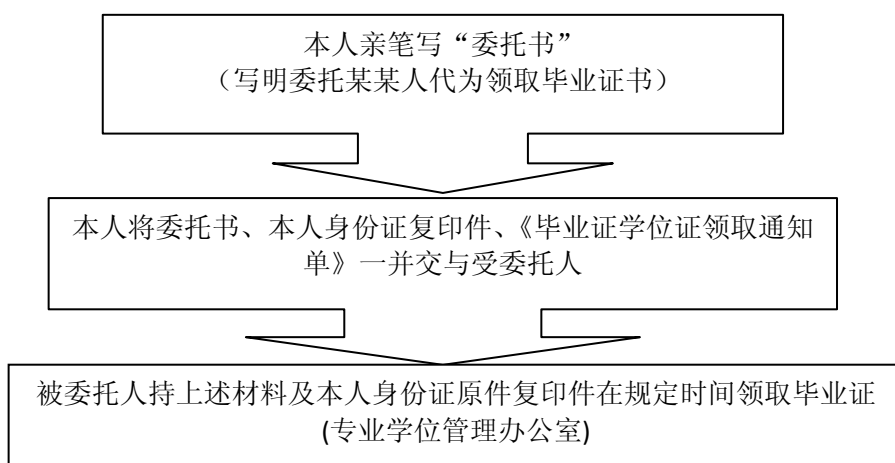 本人亲笔写“委托书”
（写明委托某某人代为领取毕业证书）
本人将委托书、本人身份证复印件、《毕业证学位证领取通知
单》一并交与受委托人
被委托人持上述材料及本人身份证原件复印件在规定时间领取毕业证
(专业学位管理办公室)